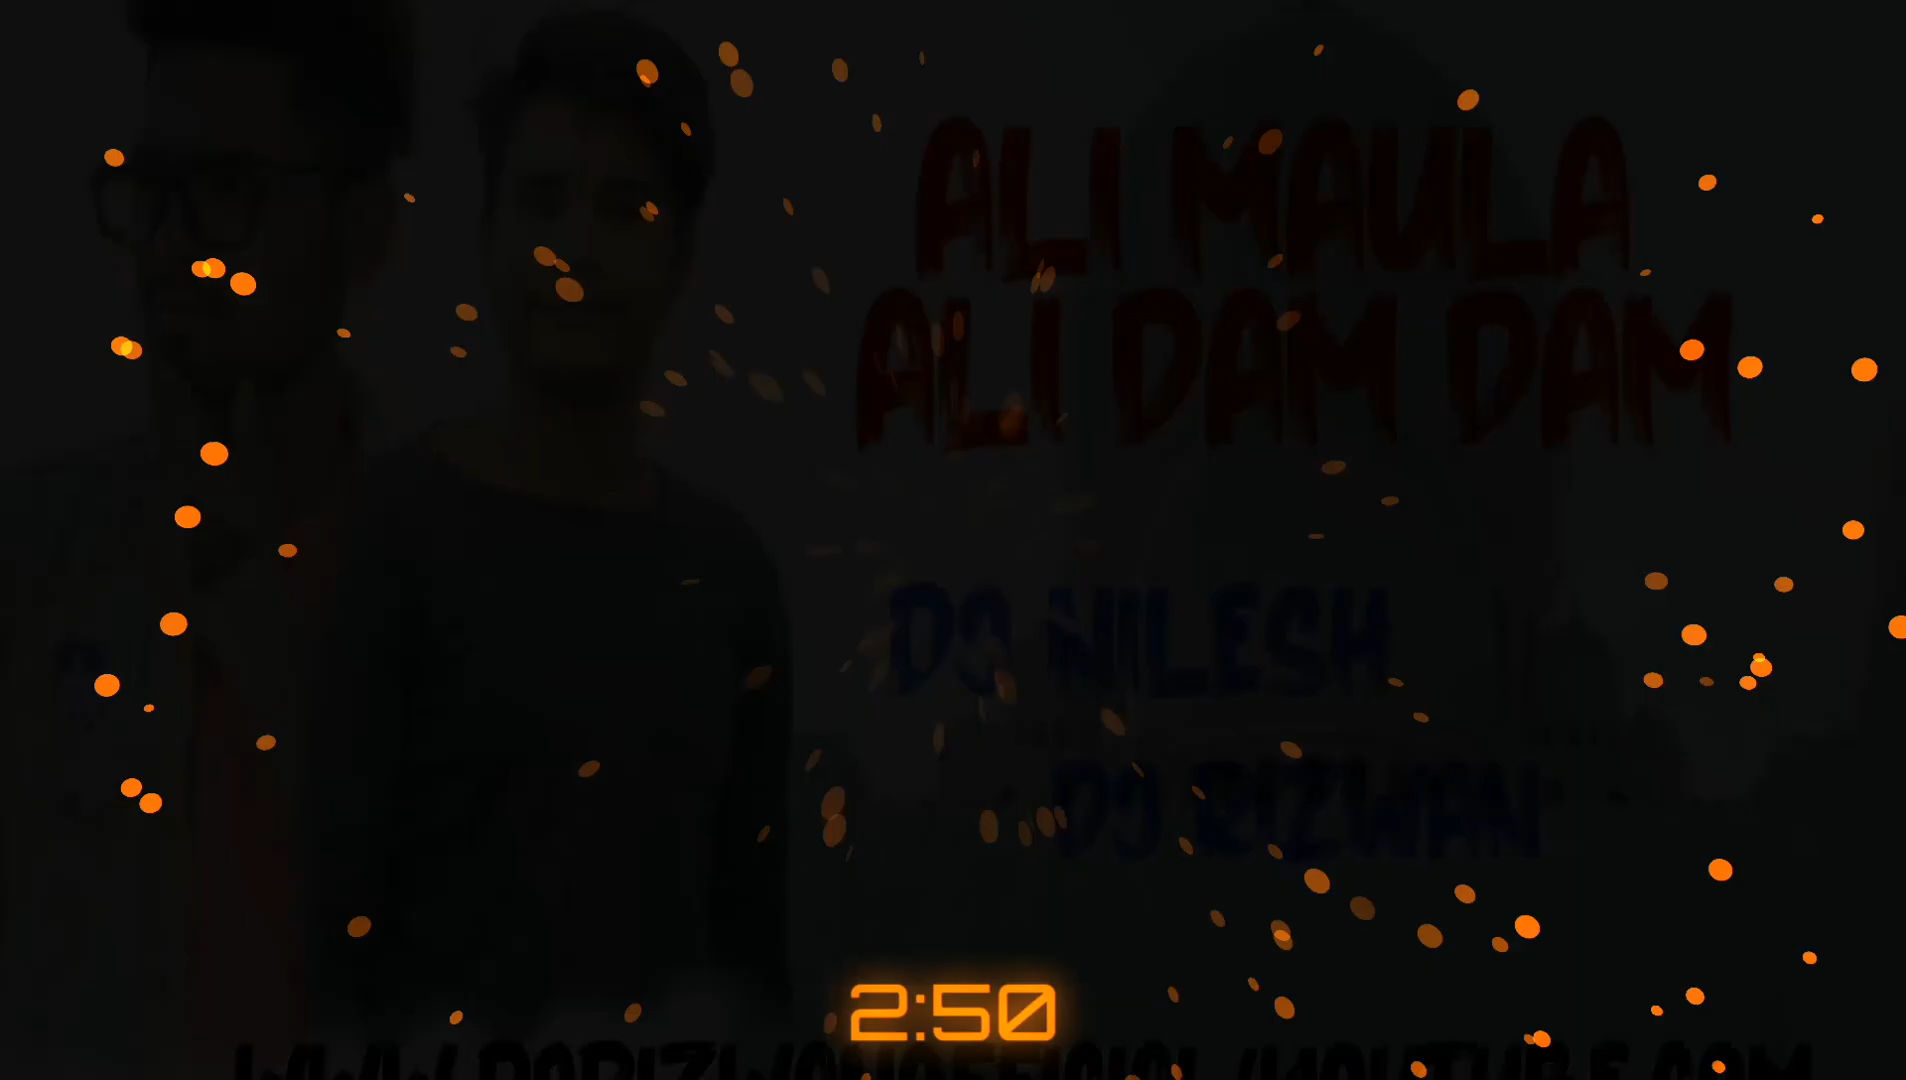 ALI MAULA
ALI DAM DAM
DJ NILESH
DJ RIZWAN
2:50